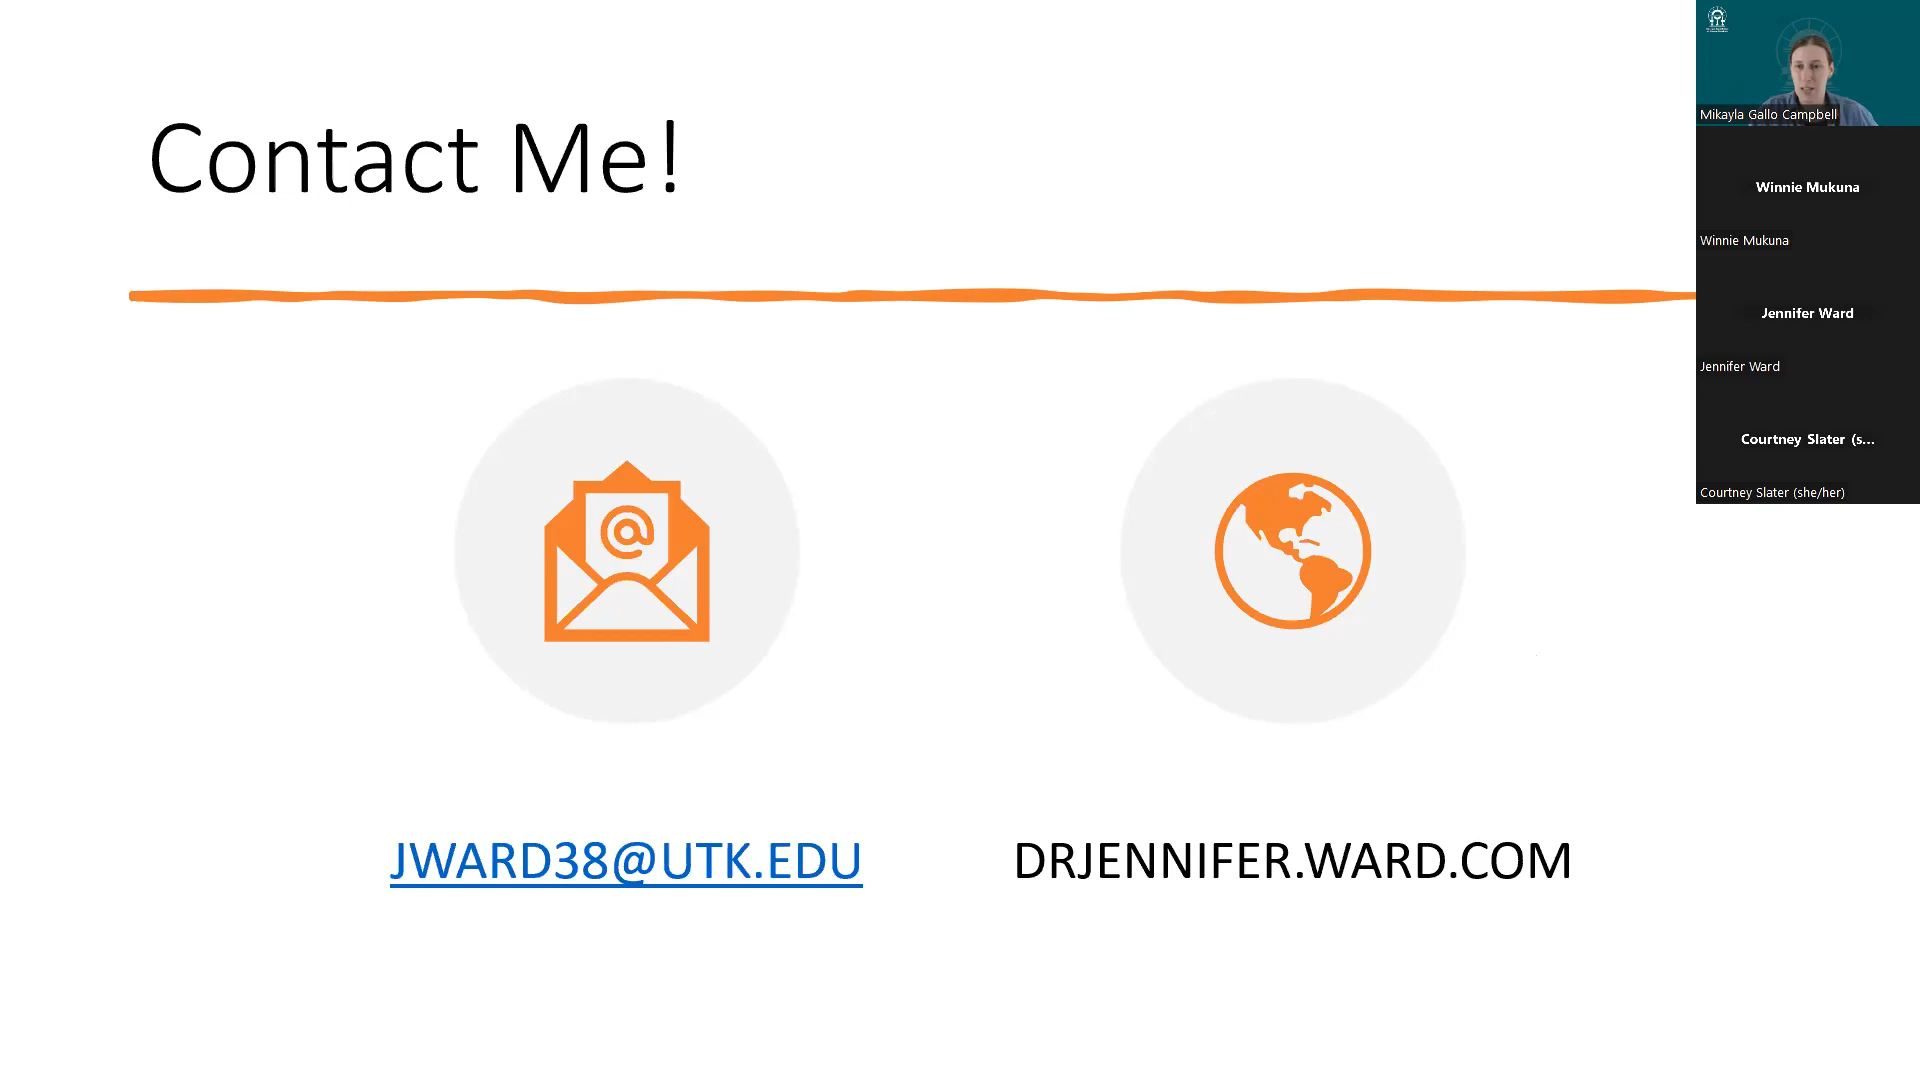 Contact Me!
@
JWARD38@UTK.EDU
DRJENNIFER.WARD.COM
Mikayla Gallo Campbell
Winnie Mukuna
Winnie Mukuna
Jennifer Ward
Jennifer Ward
Courtney Slater (s...
Courtney Slater (she/her)